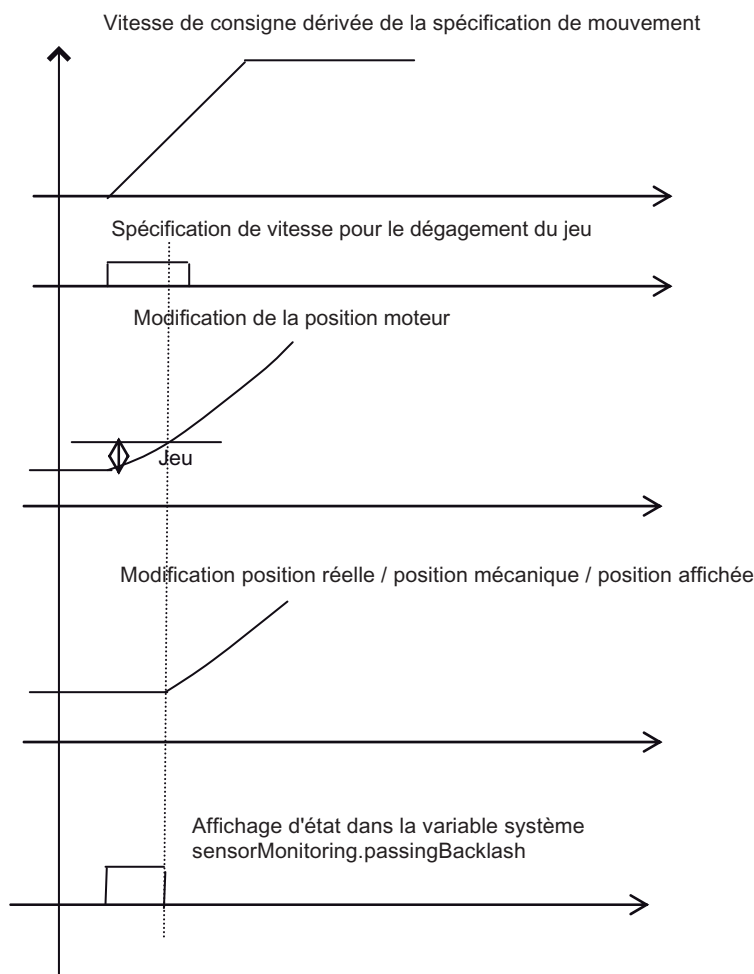 Vitesse de consigne dérivée de la spécification de mouvement
Spécification de vitesse pour le dégagement du jeu
Modification de la position moteur
Jeu
Modification position réelle / position mécanique / position affichée
Affichage d'état dans la variable système
sensorMonitoring.passingBacklash